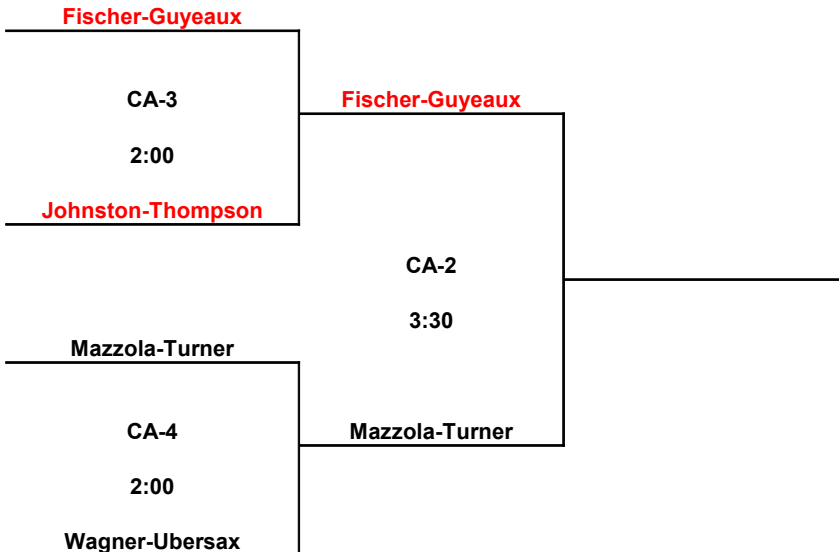 Fischer-Guyeaux
CA-3
2:00
Johnston-Thompson
Fischer-Guyeaux
CA-2
3:30
Mazzola-Turner
CA-4
2:00
Wagner-Ubersax
Mazzola-Turner